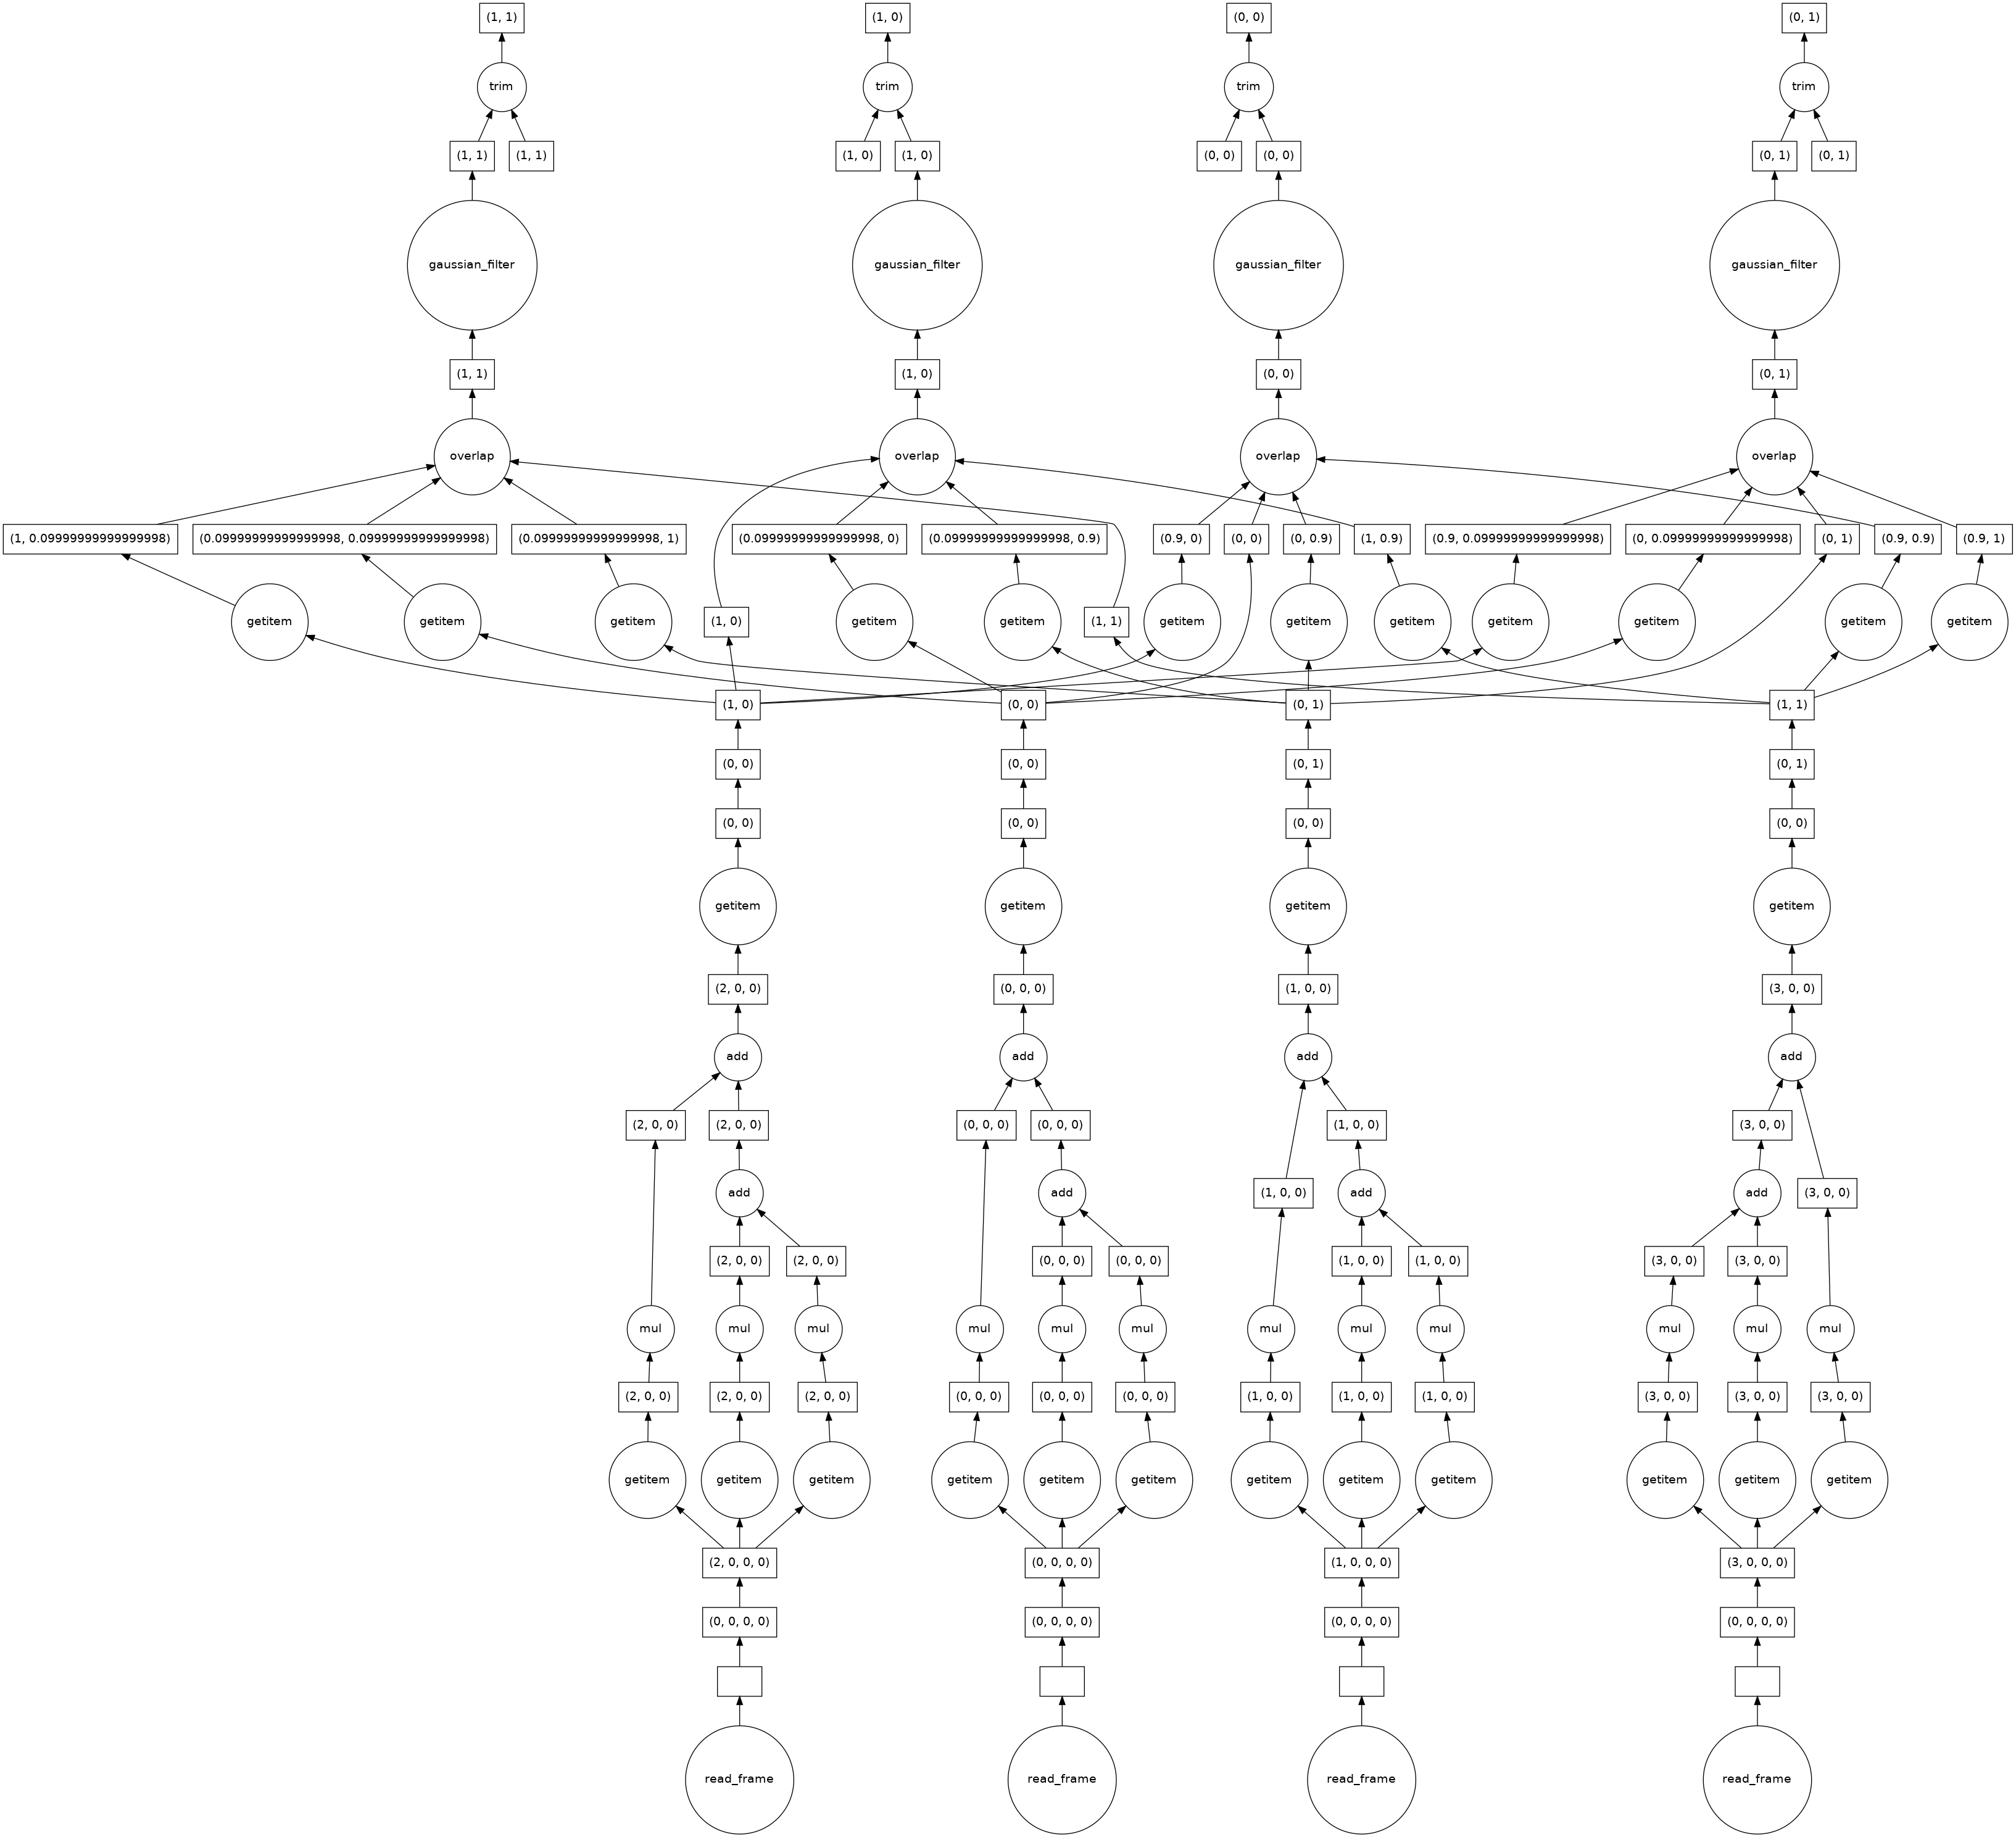 (1, 1) (1, 0) (0, 0) (0, 1)
trim trim trim trim
(1, 1) (1, 1) (1, 0) (1, 0) (0, 0) (0, 0) (0, 1) (0, 1)
gaussian_filter gaussian_filter gaussian_filter gaussian_filter
(1, 1) (1, 0) (0, 0) (0, 1)
overlap overlap overlap overlap
(1, 0.09999999999999998) (0.09999999999999998, 0.09999999999999998) (0.09999999999999998, 1) (0.09999999999999998, 0) (0.09999999999999998, 0.9) (0.9, 0) (0, 0) (0, 0.9) (1, 0.9) (0.9, 0.09999999999999998) (0, 0.09999999999999998) (0, 1) (0.9, 0.9) (0.9, 1)
getitem getitem getitem (1, 0) getitem getitem (1, 1) getitem getitem getitem getitem getitem getitem getitem
(1, 0) (0, 0) (0, 1) (1, 1)
(0, 0) (0, 0) (0, 1) (0, 1)
(0, 0) (0, 0) (0, 0) (0, 0)
getitem getitem getitem getitem
(2, 0, 0) (0, 0, 0) (1, 0, 0) (3, 0, 0)
add add add add
(2, 0, 0) (2, 0, 0) (0, 0, 0) (0, 0, 0) (1, 0, 0) (3, 0, 0)
add add (1, 0, 0) add add (3, 0, 0)
(2, 0, 0) (2, 0, 0) (0, 0, 0) (0, 0, 0) (1, 0, 0) (1, 0, 0) (3, 0, 0) (3, 0, 0)
mul mul mul mul mul mul mul mul mul mul mul mul
(2, 0, 0) (2, 0, 0) (2, 0, 0) (0, 0, 0) (0, 0, 0) (0, 0, 0) (1, 0, 0) (1, 0, 0) (1, 0, 0) (3, 0, 0) (3, 0, 0) (3, 0, 0)
getitem getitem getitem getitem getitem getitem getitem getitem getitem getitem getitem getitem
(2, 0, 0, 0) (0, 0, 0, 0) (1, 0, 0, 0) (3, 0, 0, 0)
(0, 0, 0, 0) (0, 0, 0, 0) (0, 0, 0, 0) (0, 0, 0, 0)
read_frame read_frame read_frame read_frame